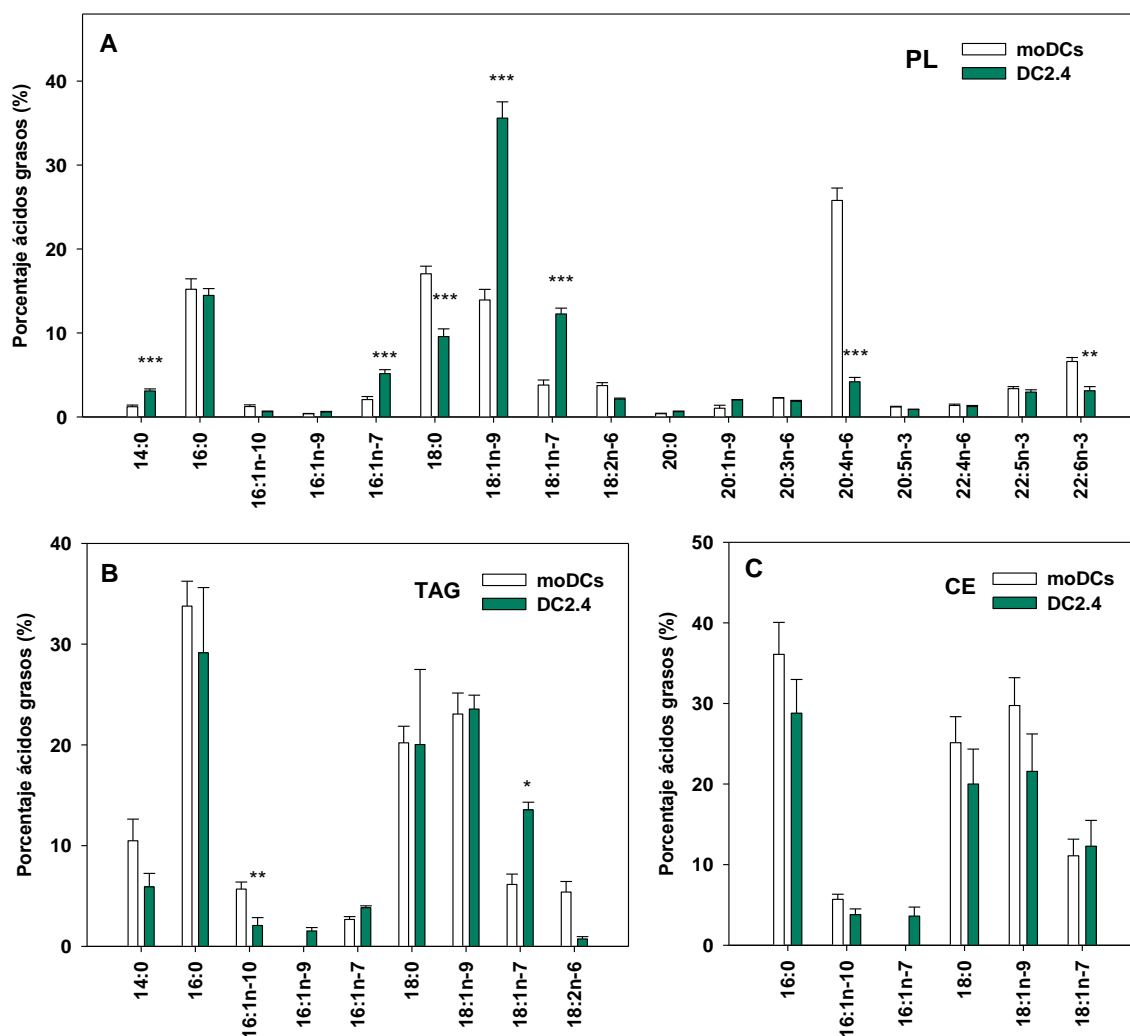 A
PL
moDCs
DC2.4
Porcentaje ácidos grasos (%)
40
30
20
10
0
***
***
***
***
***
***
**
14:0
16:0
16:1n-10
16:1n-9
16:1n-7
18:0
18:1n-9
18:1n-7
18:2n-6
20:0
20:1n-9
20:3n-6
20:4n-6
20:5n-3
22:4n-6
22:5n-3
22:6n-3
B
TAG
moDCs
DC2.4
Porcentaje ácidos grasos (%)
40
30
20
10
0
**
*
14:0
16:0
16:1n-10
16:1n-9
16:1n-7
18:0
18:1n-9
18:1n-7
18:2n-6
C
CE
moDCs
DC2.4
Porcentaje ácidos grasos (%)
50
40
30
20
10
0
16:0
16:1n-10
16:1n-7
18:0
18:1n-9
18:1n-7